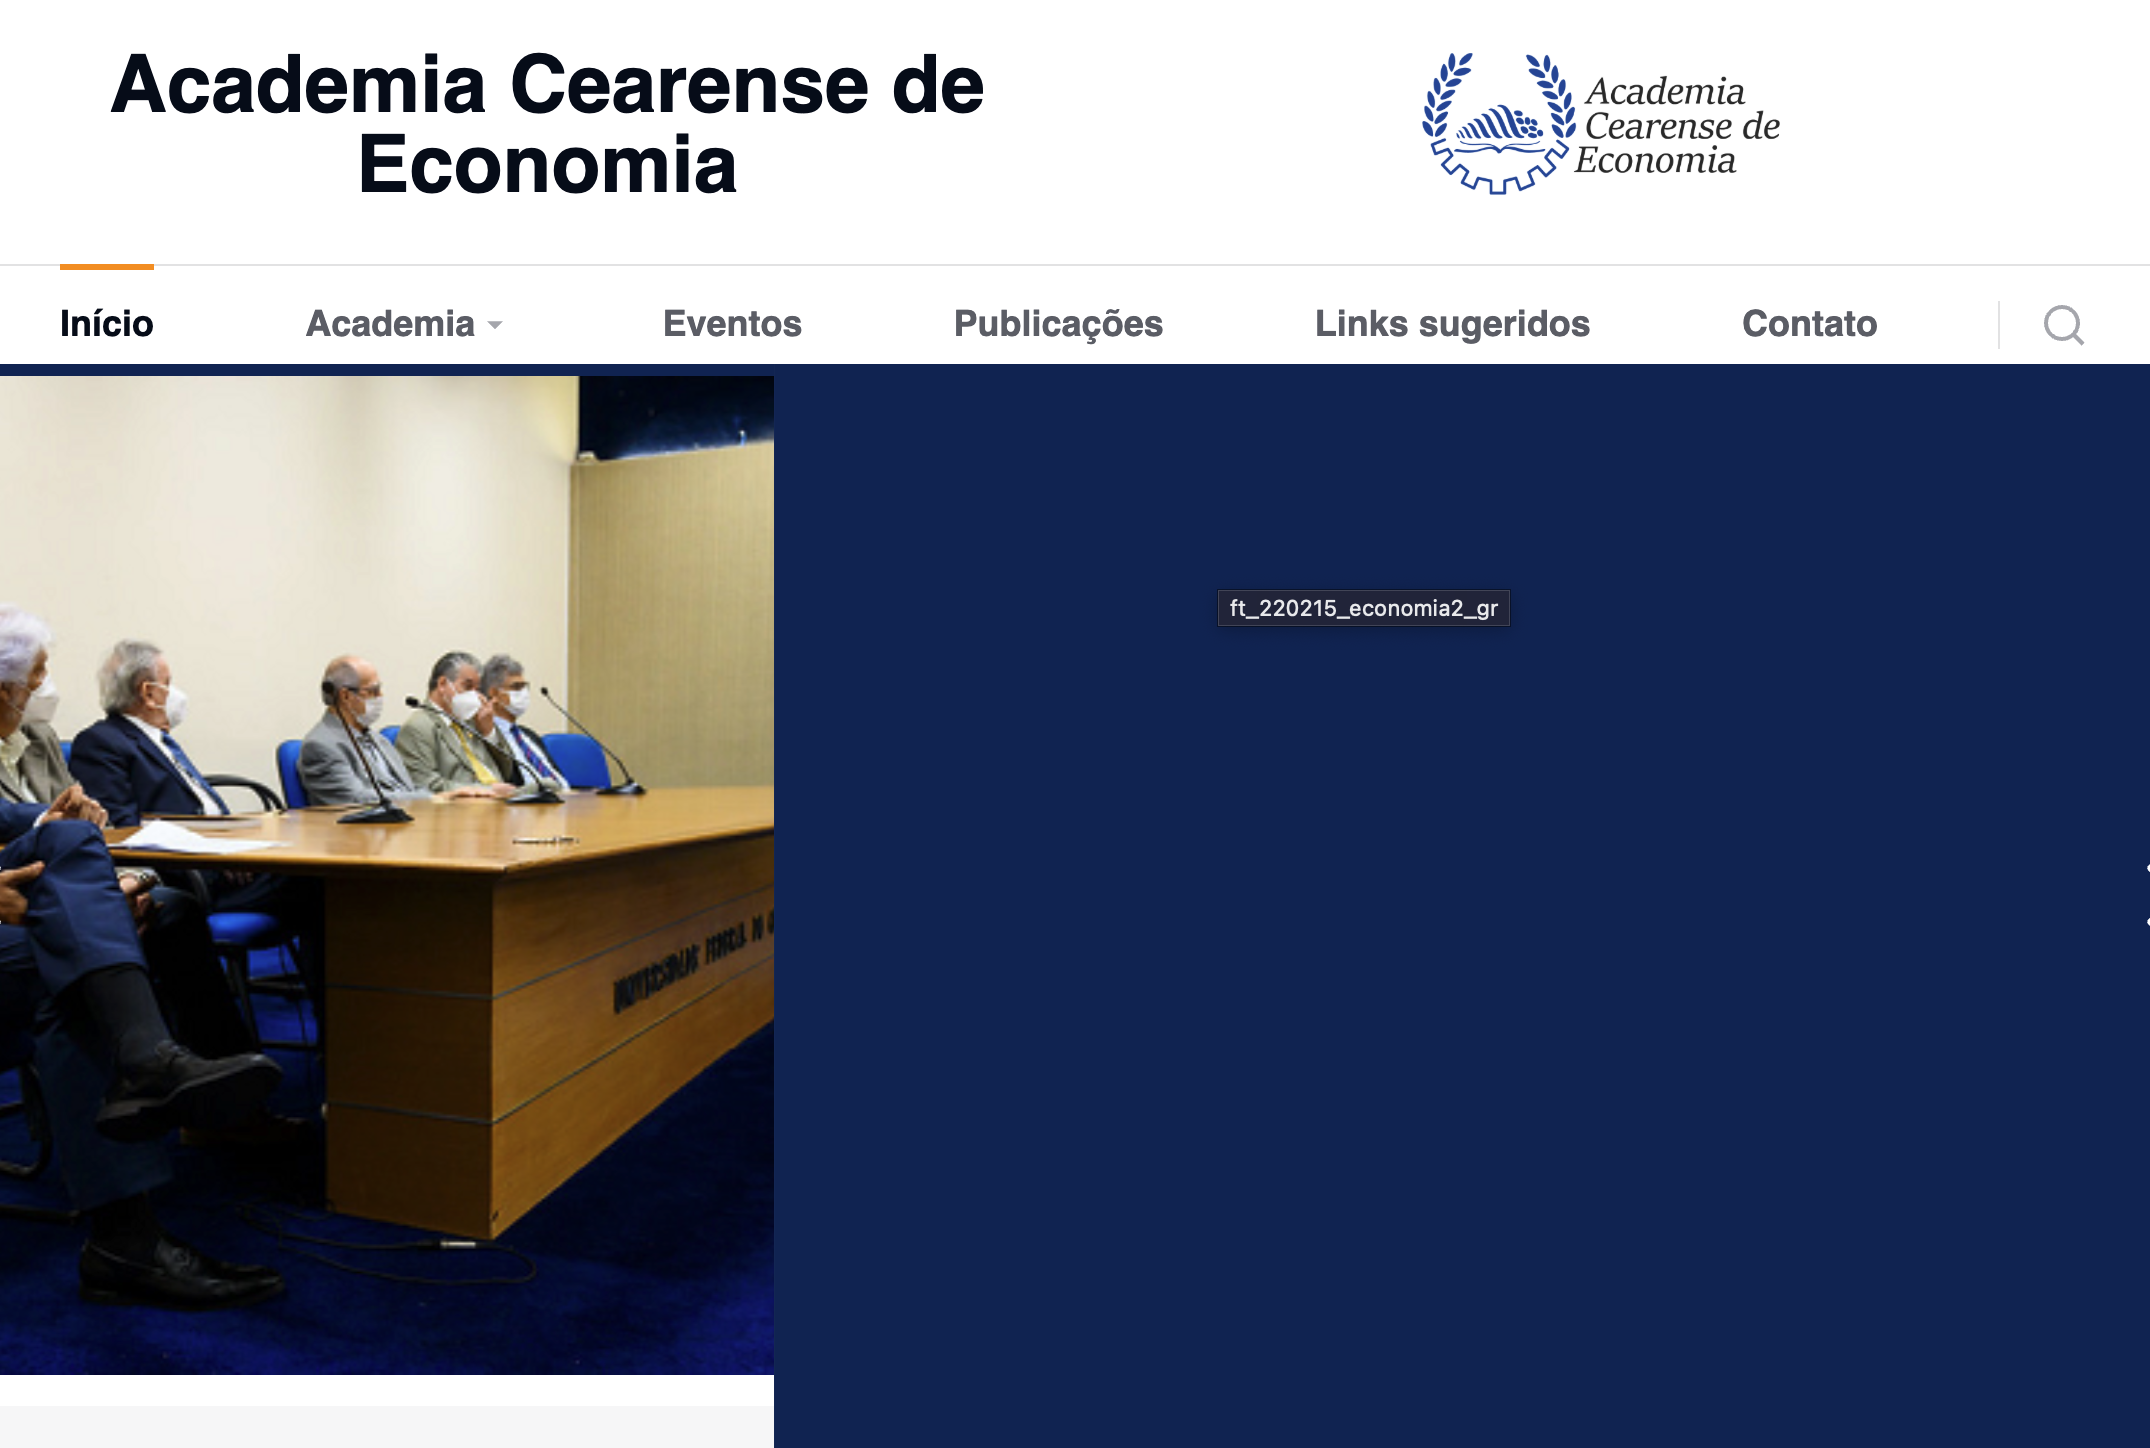 Academia Cearense de
Economia
Academia
Cearense de
Economia
Início
Academia
Eventos
Publicações
Links sugeridos
Contato
ft_220215_economia2_gr
UNIVERSIDADE FEDERAL DO